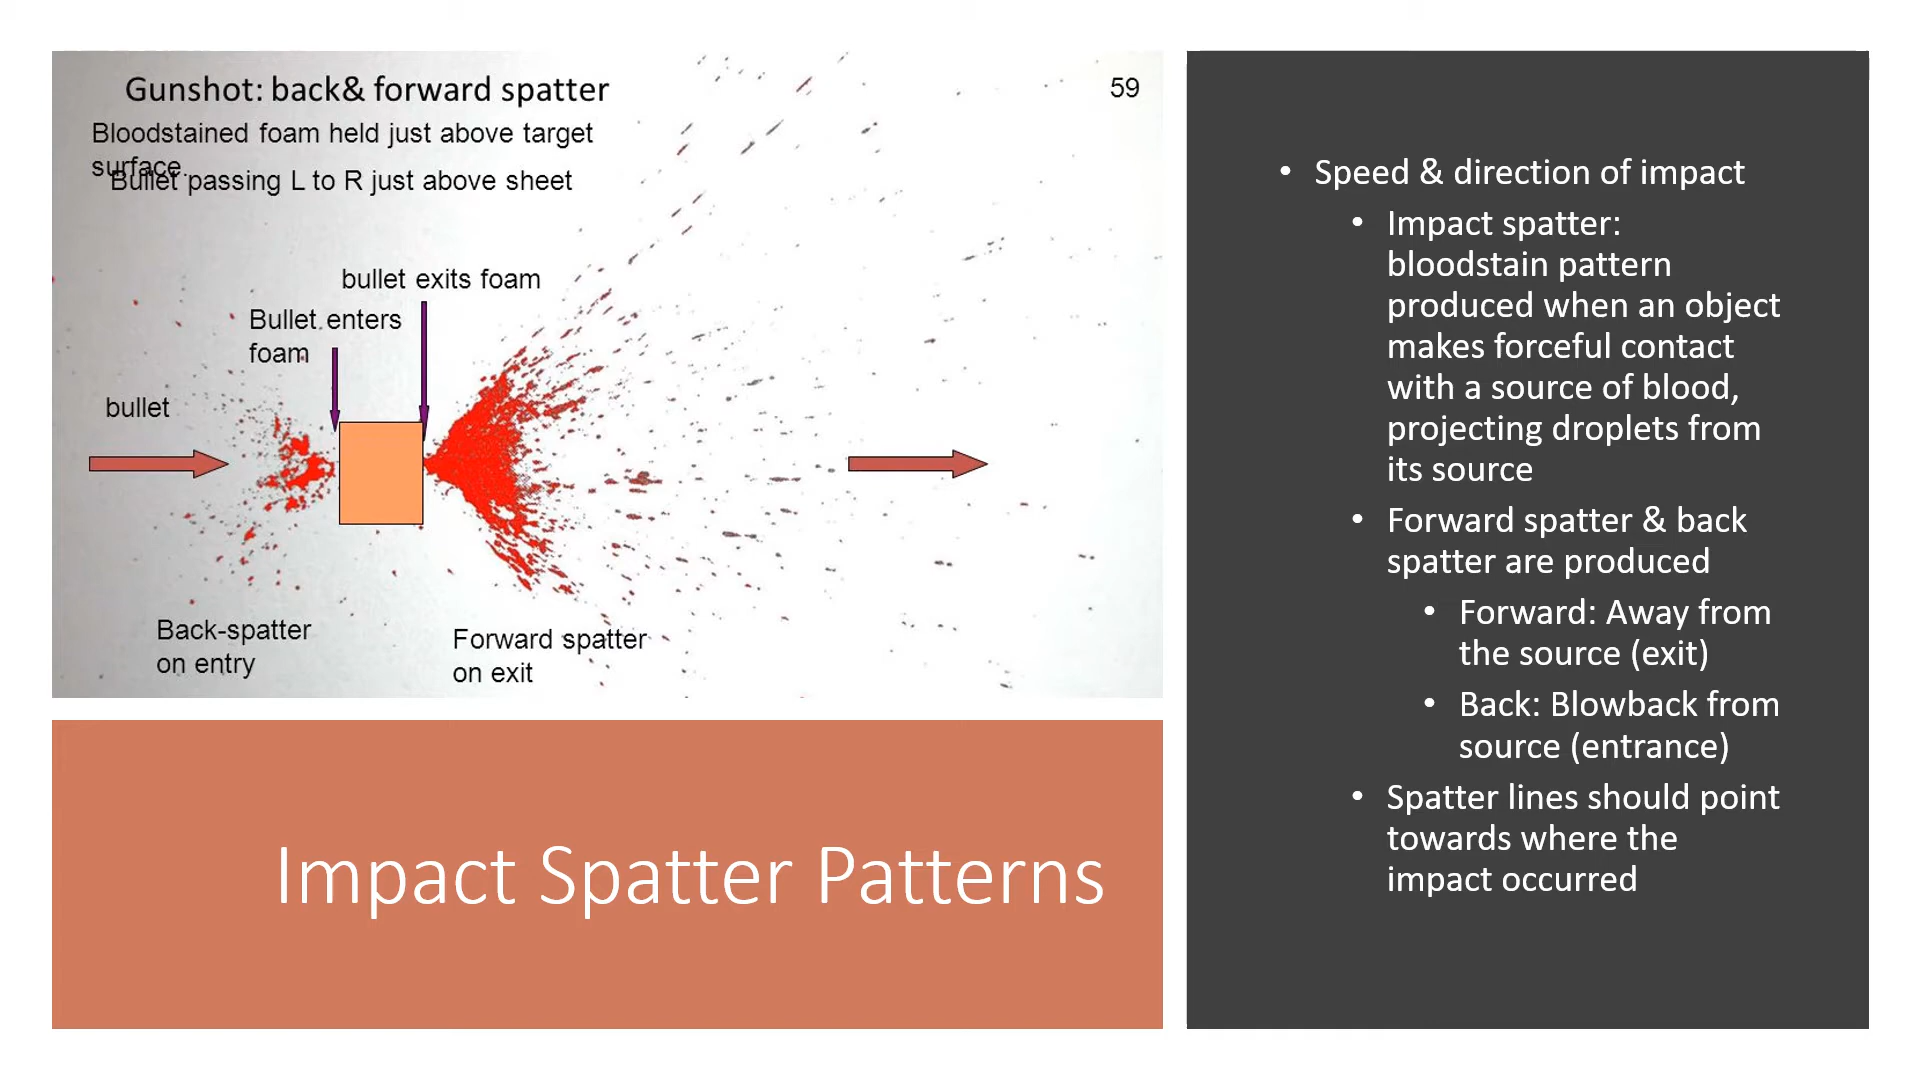 Gunshot: back& forward spatter
59
Bloodstained foam held just above target
surface.
Bullet passing L to R just above sheet
bullet exits foam
Bullet enters
foam
bullet
Back-spatter
on entry
Forward spatter
on exit
Impact Spatter Patterns
• Speed & direction of impact
• Impact spatter:
bloodstain pattern
produced when an object
makes forceful contact
with a source of blood,
projecting droplets from
its source
• Forward spatter & back
spatter are produced
• Forward: Away from
the source (exit)
• Back: Blowback from
source (entrance)
• Spatter lines should point
towards where the
impact occurred